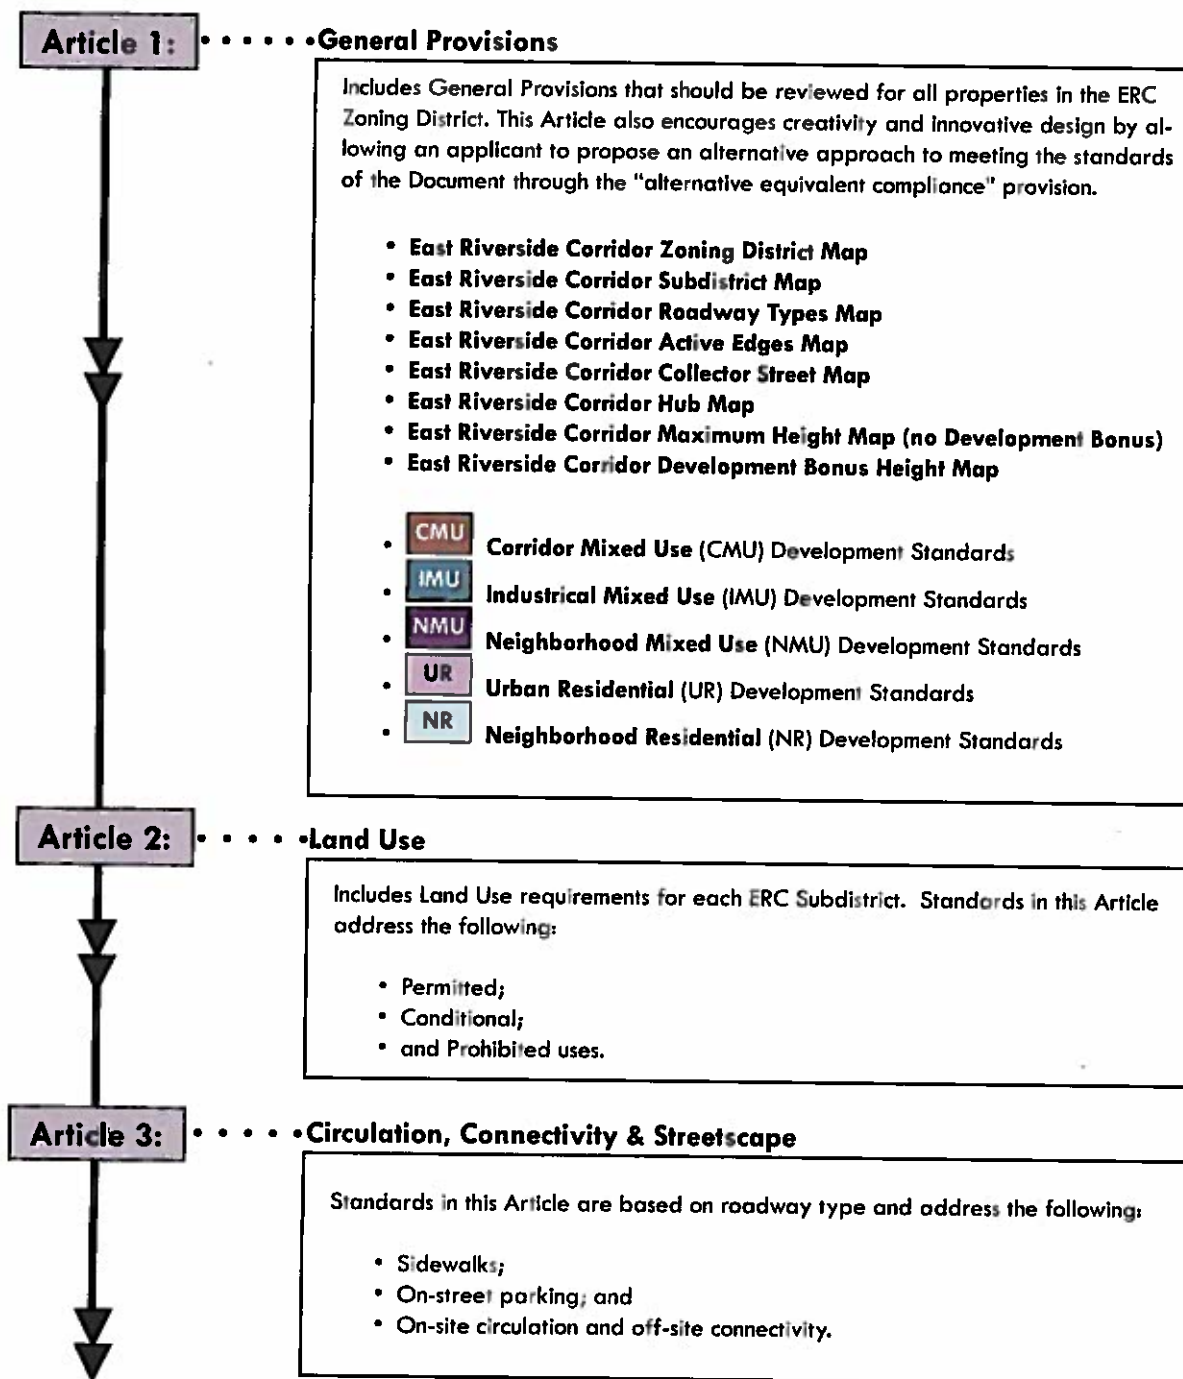 Article 1:
General Provisions
Includes General Provisions that should be reviewed for all properties in the ERC
Zoning District. This Article also encourages creativity and innovative design by al-
lowing an applicant to propose an alternative approach to meeting the standards
of the Document through the "alternative equivalent compliance" provision.
• East Riverside Corridor Zoning District Map
• East Riverside Corridor Subdistrict Map
• East Riverside Corridor Roadway Types Map
• East Riverside Corridor Active Edges Map
• East Riverside Corridor Collector Street Map
• East Riverside Corridor Hub Map
• East Riverside Corridor Maximum Height Map (no Development Bonus)
• East Riverside Corridor Development Bonus Height Map
• CMU Corridor Mixed Use (CMU) Development Standards
• IMU Industrical Mixed Use (IMU) Development Standards
• NMU Neighborhood Mixed Use (NMU) Development Standards
• UR Urban Residential (UR) Development Standards
• NR Neighborhood Residential (NR) Development Standards
Article 2:
Land Use
Includes Land Use requirements for each ERC Subdistrict. Standards in this Article
address the following:
• Permitted;
• Conditional;
• and Prohibited uses.
Article 3:
Circulation, Connectivity & Streetscape
Standards in this Article are based on roadway type and address the following:
• Sidewalks;
• On-street parking; and
• On-site circulation and off-site connectivity.